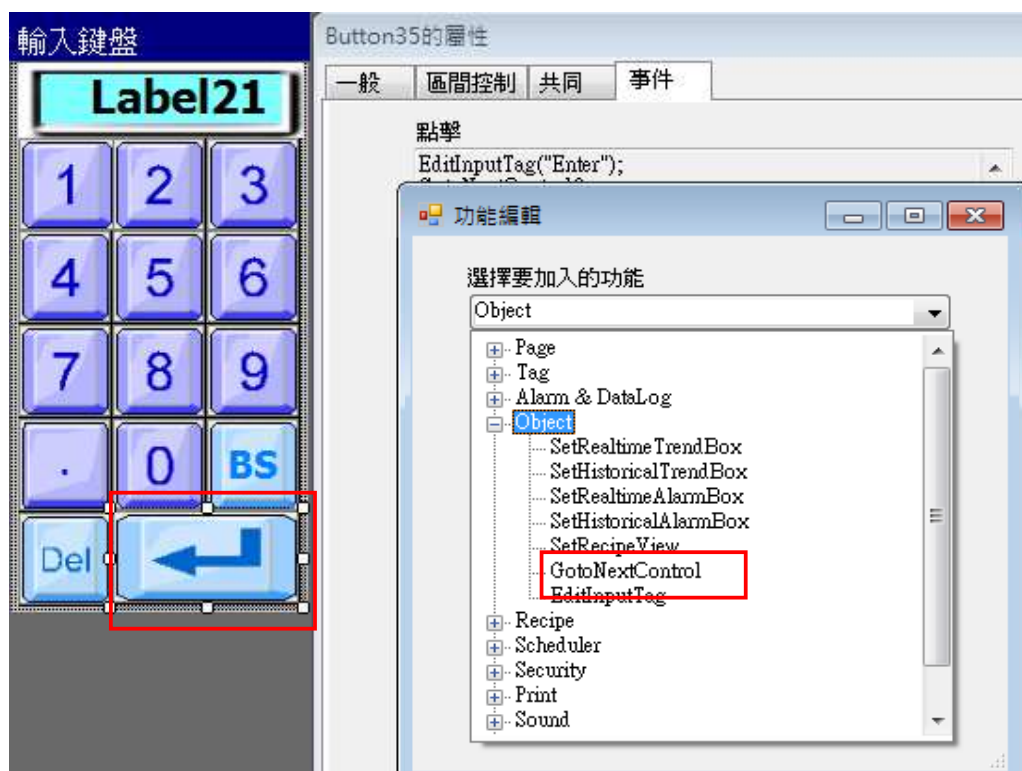 輸入鍵盤
Label21
1 2 3
4 5 6
7 8 9
. 0 BS
Del
Button35的屬性
一般 區間控制 共同 事件
點擊
EditInputTag("Enter");
功能編輯
選擇要加入的功能
Object
Page
Tag
Alarm & DataLog
Object
SetRealtimeTrendBox
SetHistoricalTrendBox
SetRealtimeAlarmBox
SetHistoricalAlarmBox
SetRecipeView
GotoNextControl
EditInputTag
Recipe
Scheduler
Security
Print
Sound